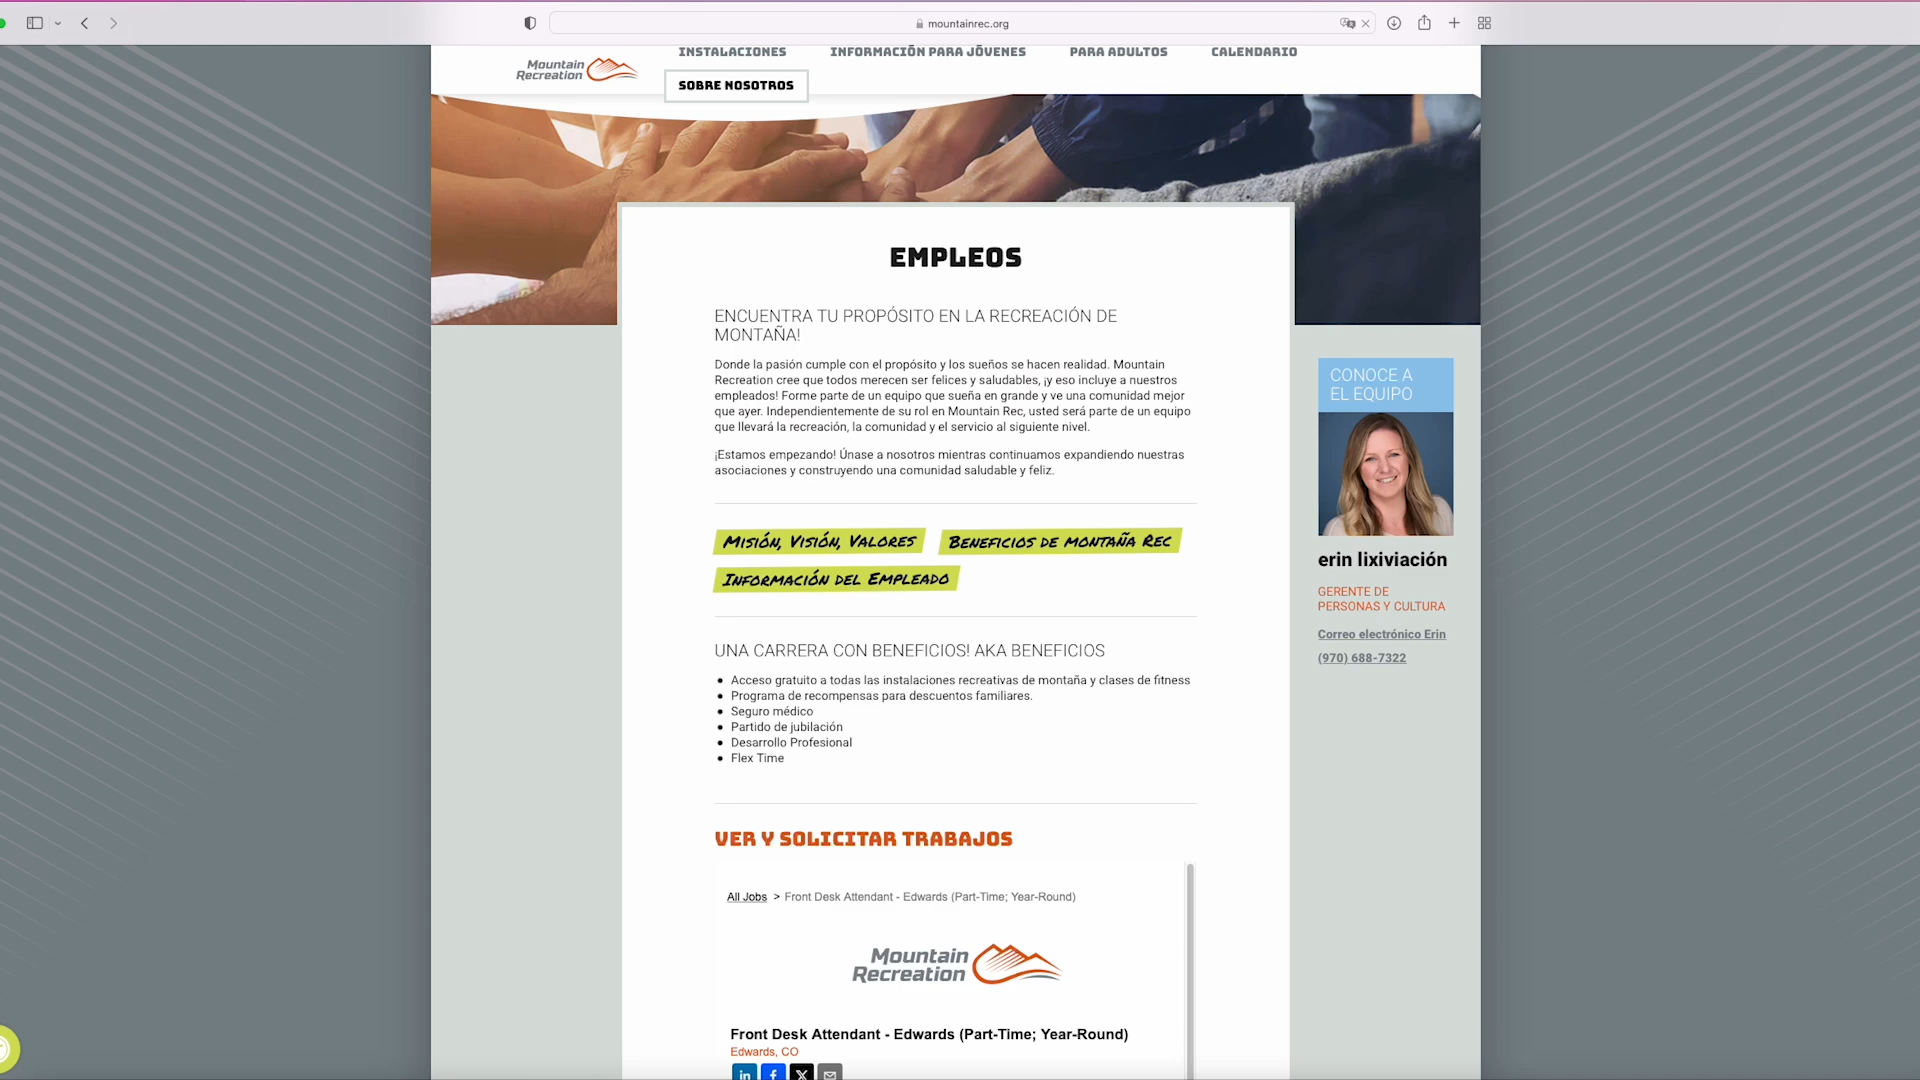 mountainrec.org
INSTALACIONES
INFORMACIÓN PARA JÓVENES
PARA ADULTOS
CALENDARIO
Mountain
Recreation
SOBRE NOSOTROS
EMPLEOS
ENCUENTRA TU PROPÓSITO EN LA RECREACIÓN DE
MONTAÑA!
Donde la pasión cumple con el propósito y los sueños se hacen realidad. Mountain
Recreation cree que todos merecen ser felices y saludables, ¡y eso incluye a nuestros
empleados! Forme parte de un equipo que sueña en grande y ve una comunidad mejor
que ayer. Independientemente de su rol en Mountain Rec, usted será parte de un equipo
que llevará la recreación, la comunidad y el servicio al siguiente nivel.
¡Estamos empezando! Únase a nosotros mientras continuamos expandiendo nuestras
asociaciones y construyendo una comunidad saludable y feliz.
Misión, Visión, Valores
Beneficios de montaña Rec
Información del Empleado
UNA CARRERA CON BENEFICIOS! AKA BENEFICIOS
Acceso gratuito a todas las instalaciones recreativas de montaña y clases de fitness
Programa de recompensas para descuentos familiares.
Seguro médico
Partido de jubilación
Desarrollo Profesional
Flex Time
VER Y SOLICITAR TRABAJOS
All Jobs > Front Desk Attendant - Edwards (Part-Time; Year-Round)
Mountain
Recreation
Front Desk Attendant - Edwards (Part-Time; Year-Round)
Edwards, CO
CONOCE A
EL EQUIPO
erin lixiviación
GERENTE DE
PERSONAS Y CULTURA
Correo electrónico Erin
(970) 688-7322